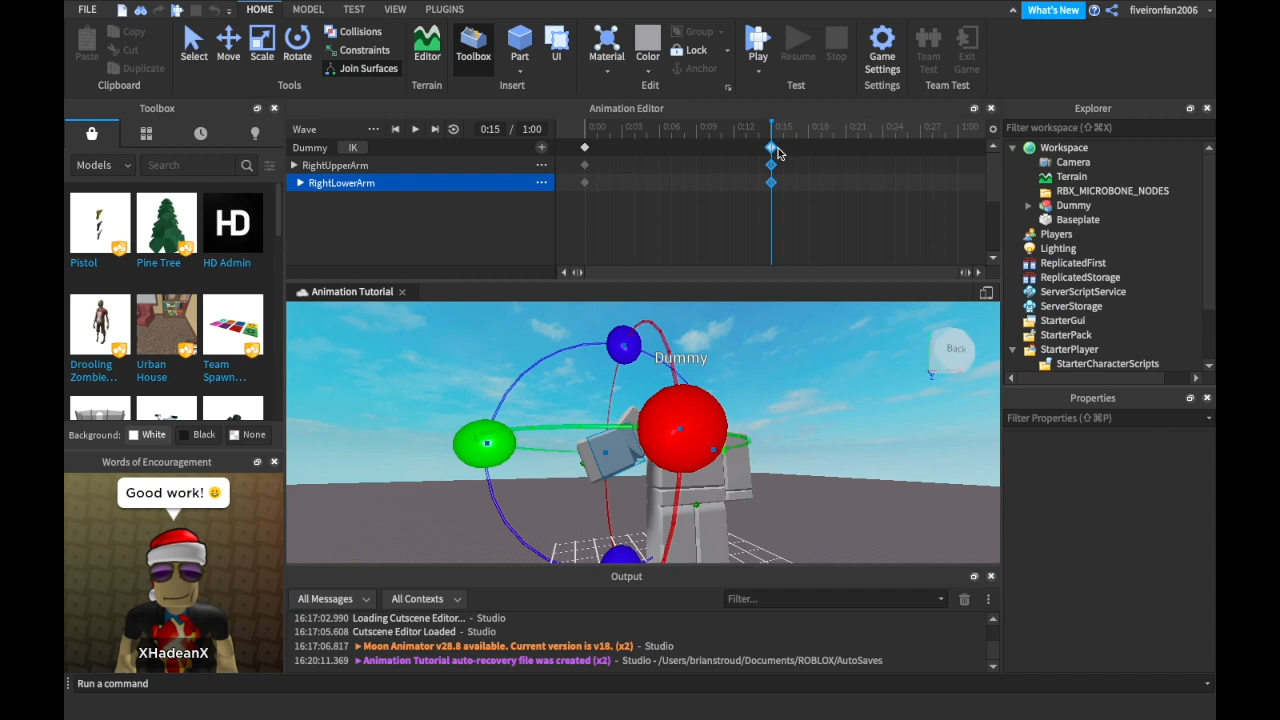 FILE HOME MODEL TEST VIEW PLUGINS What's New fiveironfan2006
Paste Copy Cut Duplicate
Clipboard
Select Move Scale Rotate
Collisions
Constraints
Join Surfaces
Tools
Editor
Terrain
Toolbox Part UI
Insert
Material Color
Group
Lock
Anchor
Edit
Play Resume Stop
Test
Game Settings
Settings
Team Test Exit Game
Team Test
Toolbox
Models Search
Pistol Pine Tree HD Admin
HD
Drooling Zombie... Urban House Team Spawn...
Background: White Black None
Words of Encouragement
Good work!
XHadeanX
Animation Editor
Wave 0:15 / 1:00
0:00 0:03 0:06 0:09 0:12 0:15 0:18 0:21 0:24 0:27 1:00
Dummy IK
RightUpperArm
RightLowerArm
Animation Tutorial
Dummy
Back
Output
All Messages All Contexts Filter...
16:17:02.990 Loading Cutscene Editor... - Studio
16:17:05.608 Cutscene Editor Loaded - Studio
16:17:06.817 Moon Animator v28.8 available. Current version is v18. (x2) - Studio
16:20:11.369 Animation Tutorial auto-recovery file was created (x2) - Studio - /Users/brianstroud/Documents/ROBLOX/AutoSaves
Explorer
Filter workspace (⇧⌘X)
Workspace
Camera
Terrain
RBX_MICROBONE_NODES
Dummy
Baseplate
Players
Lighting
ReplicatedFirst
ReplicatedStorage
ServerScriptService
ServerStorage
StarterGui
StarterPack
StarterPlayer
StarterCharacterScripts
Properties
Filter Properties (⇧⌘P)
Run a command